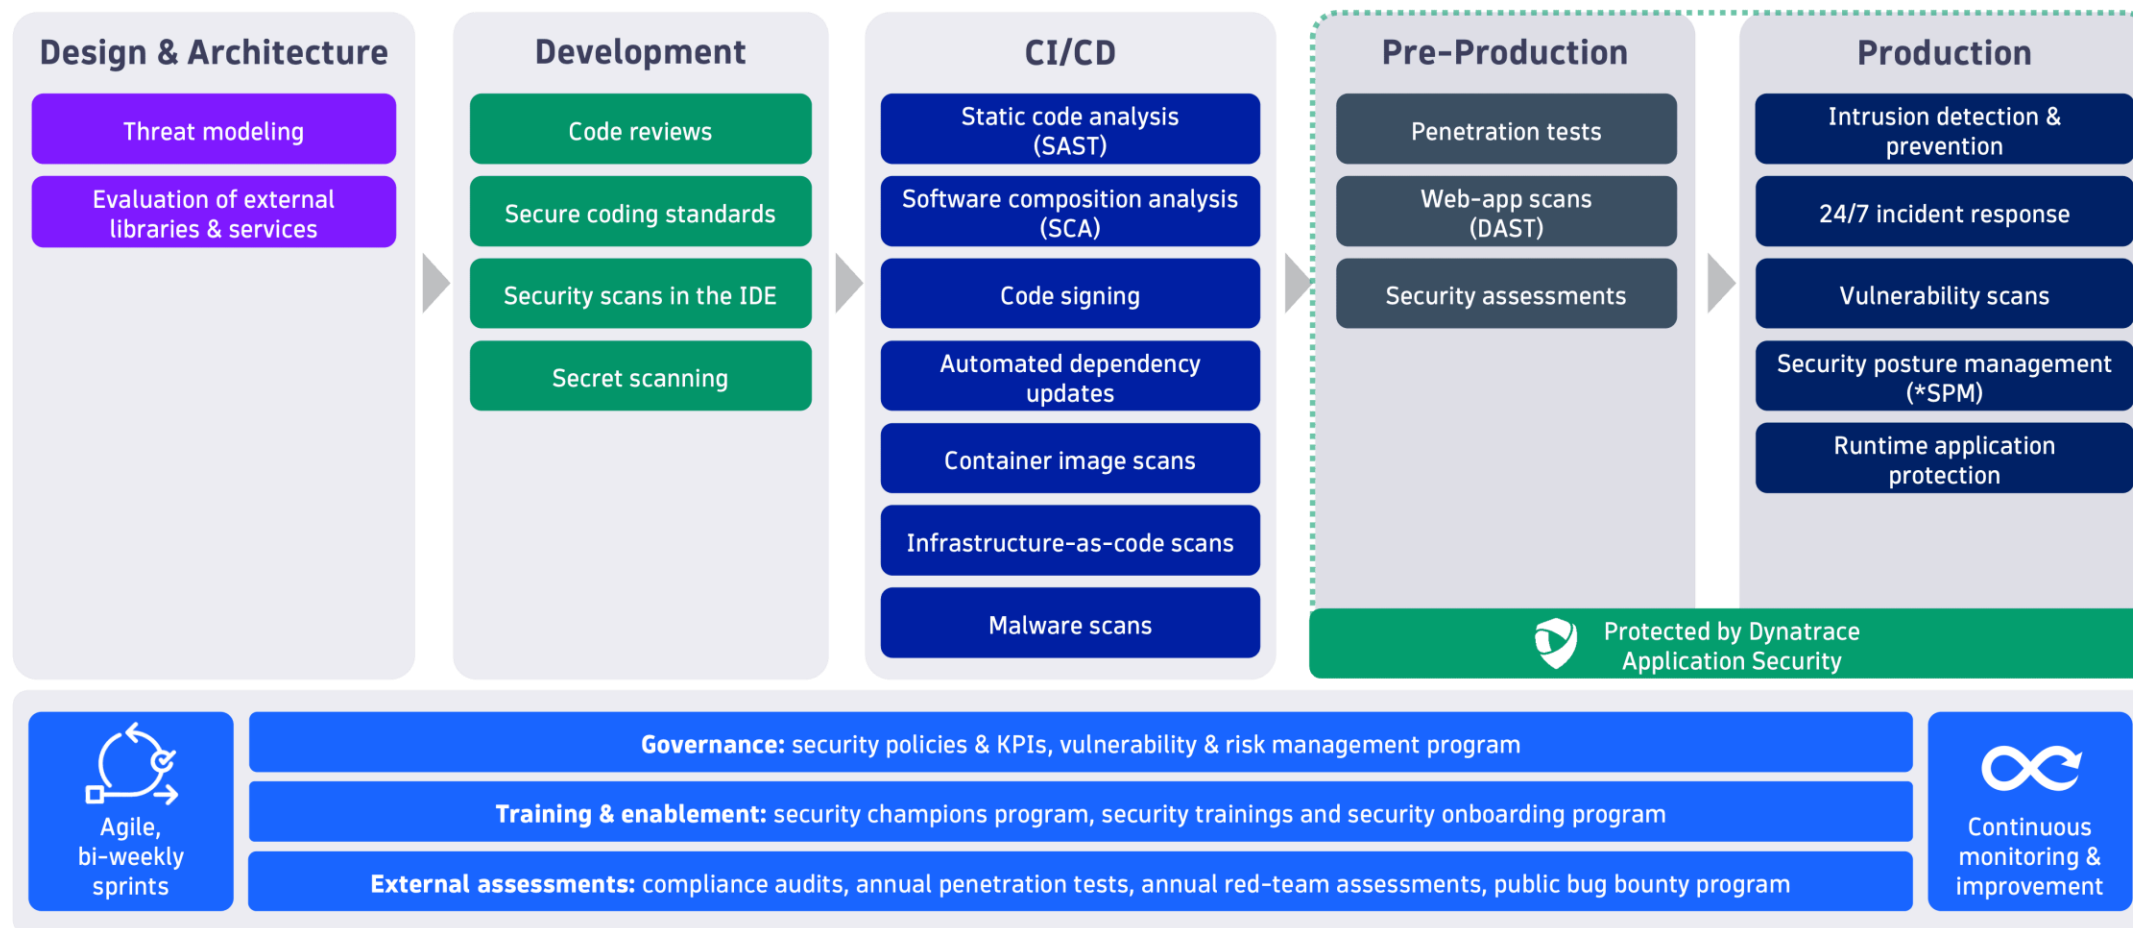 Design & Architecture
Threat modeling
Evaluation of external
libraries & services
Development
Code reviews
Secure coding standards
Security scans in the IDE
Secret scanning
CI/CD
Static code analysis
(SAST)
Software composition analysis
(SCA)
Code signing
Automated dependency
updates
Container image scans
Infrastructure-as-code scans
Malware scans
Pre-Production
Penetration tests
Web-app scans
(DAST)
Security assessments
Production
Intrusion detection &
prevention
24/7 incident response
Vulnerability scans
Security posture management
(*SPM)
Runtime application
protection
Protected by Dynatrace
Application Security
Agile,
bi-weekly
sprints
Governance: security policies & KPIs, vulnerability & risk management program
Training & enablement: security champions program, security trainings and security onboarding program
External assessments: compliance audits, annual penetration tests, annual red-team assessments, public bug bounty program
Continuous
monitoring &
improvement